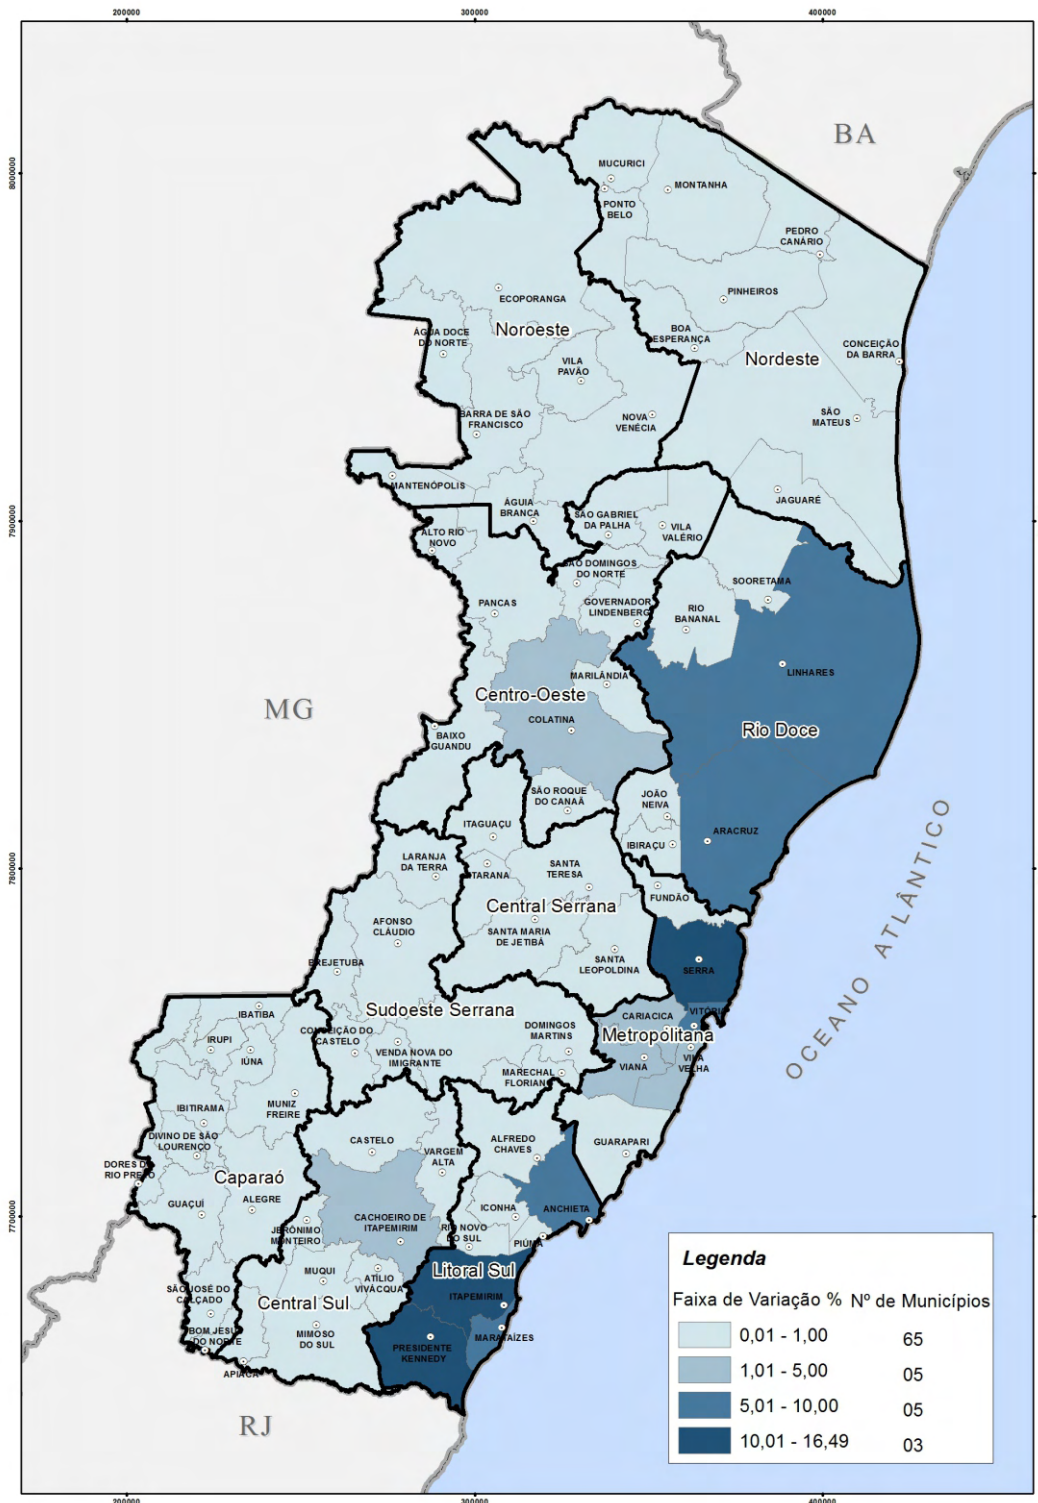 200000
300000
400000
BA
8000000
MUCURICI
MONTANHA
PONTO
BELO
PEDRO
CANÁRIO
ECOPORANGA
PINHEIROS
Noroeste
ÁGUA DOCE
DO NORTE
BOA
ESPERANÇA
CONCEIÇÃO
DA BARRA
Nordeste
VILA
PAVÃO
BARRA DE SÃO
FRANCISCO
NOVA
VENÉCIA
SÃO
MATEUS
MANTENÓPOLIS
JAGUARÉ
ÁGUIA
BRANCA
SÃO GABRIEL
DA PALHA
7900000
VILA
VALÉRIO
ALTO RIO
NOVO
SÃO DOMINGOS
DO NORTE
SOORETAMA
PANCAS
GOVERNADOR
LINDENBERG
RIO
BANANAL
MARILÂNDIA
LINHARES
Centro-Oeste
MG
COLATINA
Rio Doce
BAIXO
GUANDU
SÃO ROQUE
DO CANAÃ
JOÃO
NEIVA
ITAGUAÇU
ARACRUZ
IBIRAÇU
LARANJA
DA TERRA
7800000
ITARANA
SANTA
TERESA
FUNDÃO
Central Serrana
AFONSO
CLÁUDIO
SANTA MARIA
DE JETIBÁ
SANTA
LEOPOLDINA
SERRA
BREJETUBA
OCEANO ATLÂNTICO
Sudoeste Serrana
IBATIBA
CARIACICA
VITÓRIA
IRUPI
IÚNA
CONCEIÇÃO DO
CASTELO
VENDA NOVA DO
IMIGRANTE
DOMINGOS
MARTINS
Metropolitana
VIANA
VILA
VELHA
MARECHAL
FLORIANO
IBITIRAMA
MUNIZ
FREIRE
DIVINO DE SÃO
LOURENÇO
CASTELO
VARGEM
ALTA
ALFREDO
CHAVES
GUARAPARI
DORES DO
RIO PRETO
Caparaó
GUAÇUÍ
ALEGRE
7700000
JERÔNIMO
MONTEIRO
CACHOEIRO DE
ITAPEMIRIM
ICONHA
ANCHIETA
RIO NOVO
DO SUL
PIÚMA
Litoral Sul
MUQUI
ATÍLIO
VIVÁCQUA
ITAPEMIRIM
SÃO JOSÉ DO
CALÇADO
Central Sul
BOM JESUS
DO NORTE
MIMOSO
DO SUL
PRESIDENTE
KENNEDY
MARATAÍZES
APIACÁ
RJ
Legenda
Faixa de Variação % Nº de Municípios
0,01 - 1,00 65
1,01 - 5,00 05
5,01 - 10,00 05
10,01 - 16,49 03
200000
300000
400000